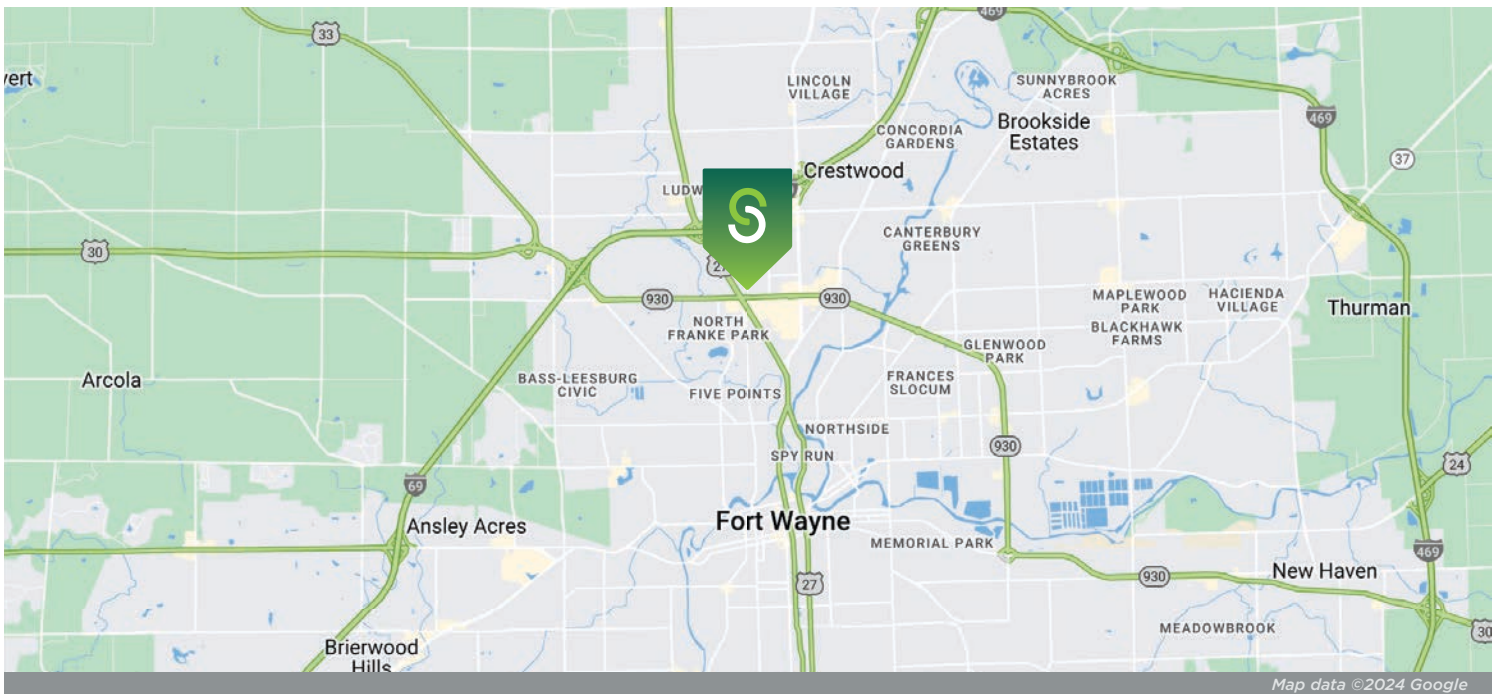 469
33
vert
LINCOLN
VILLAGE
SUNNYBROOK
ACRES
CONCORDIA
GARDENS
Brookside
Estates
469
37
Crestwood
LUDW
CANTERBURY
GREENS
30
27
930
930
MAPLEWOOD
PARK
HACIENDA
VILLAGE
Thurman
NORTH
FRANKE PARK
BLACKHAWK
FARMS
GLENWOOD
PARK
Arcola
BASS-LEESBURG
CIVIC
FIVE POINTS
FRANCES
SLOCUM
NORTHSIDE
930
SPY RUN
24
69
Fort Wayne
Ansley Acres
MEMORIAL PARK
469
930
New Haven
27
MEADOWBROOK
30
Brierwood
Hills
Map data ©2024 Google